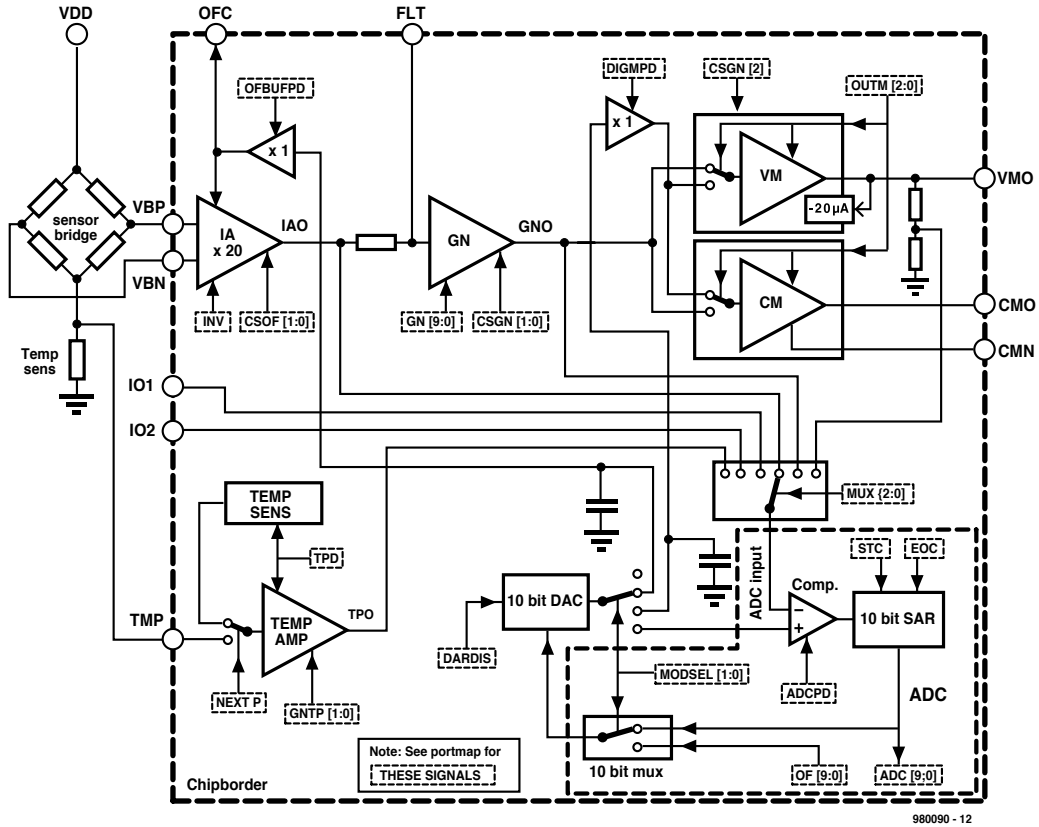 VDD
OFC
FLT
OFBUFPD
DIGMPD
CSGN [2]
OUTM [2:0]
x 1
x 1
VM
VMO
-20µA
sensor
bridge
VBP
VBN
IA
x 20
IAO
GN
GNO
INV
CSOF [1:0]
GN [9:0]
CSGN [1:0]
CM
CMO
CMN
Temp
sens
IO1
IO2
TEMP
SENS
TPD
MUX {2:0]
STC
EOC
ADC input
Comp.
10 bit DAC
10 bit SAR
TMP
TEMP
AMP
TPO
DARDIS
MODSEL [1:0]
ADCPD
ADC
NEXT P
GNTP [1:0]
Note: See portmap for
THESE SIGNALS
10 bit mux
OF [9:0]
ADC [9;0]
Chipborder
980090 - 12